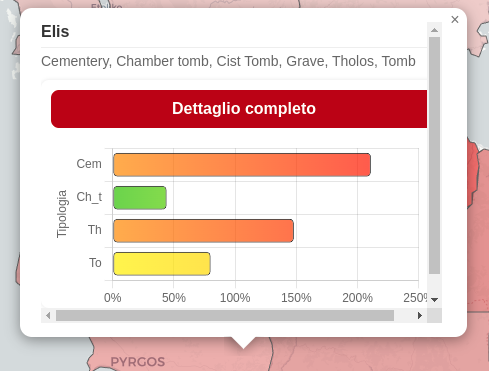 ×
Elis
Cementery, Chamber tomb, Cist Tomb, Grave, Tholos, Tomb
Dettaglio completo
Tipologia
Cem
Ch_t
Th
To
0% 50% 100% 150% 200% 250%
PYRGOS